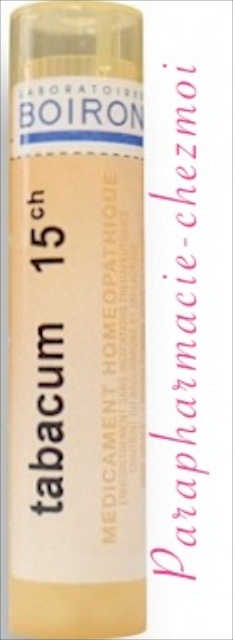 LABORATOIRES
BOIRON
tabacum 15ch
MEDICAMENT HOMEOPATHIQUE
Parapharmacie-chezmoi